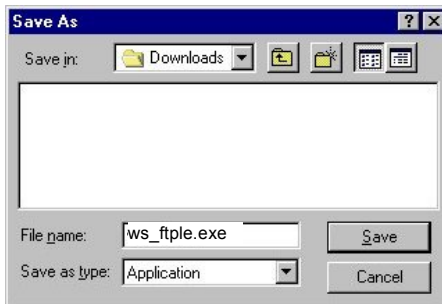 Save As
Save in: Downloads
File name: ws_ftple.exe Save
Save as type: Application Cancel